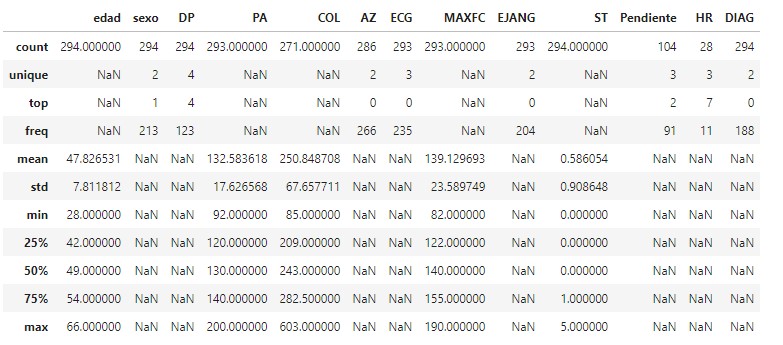 edad sexo DP PA COL AZ ECG MAXFC EJANG ST Pendiente HR DIAG
count 294.000000 294 294 293.000000 271.000000 286 293 293.000000 293 294.000000 104 28 294
unique NaN 2 4 NaN NaN 2 3 NaN 2 NaN 3 3 2
top NaN 1 4 NaN NaN 0 0 NaN 0 NaN 2 7 0
freq NaN 213 123 NaN NaN 266 235 NaN 204 NaN 91 11 188
mean 47.826531 NaN NaN 132.583618 250.848708 NaN NaN 139.129693 NaN 0.586054 NaN NaN NaN
std 7.811812 NaN NaN 17.626568 67.657711 NaN NaN 23.589749 NaN 0.908648 NaN NaN NaN
min 28.000000 NaN NaN 92.000000 85.000000 NaN NaN 82.000000 NaN 0.000000 NaN NaN NaN
25% 42.000000 NaN NaN 120.000000 209.000000 NaN NaN 122.000000 NaN 0.000000 NaN NaN NaN
50% 49.000000 NaN NaN 130.000000 243.000000 NaN NaN 140.000000 NaN 0.000000 NaN NaN NaN
75% 54.000000 NaN NaN 140.000000 282.500000 NaN NaN 155.000000 NaN 1.000000 NaN NaN NaN
max 66.000000 NaN NaN 200.000000 603.000000 NaN NaN 190.000000 NaN 5.000000 NaN NaN NaN